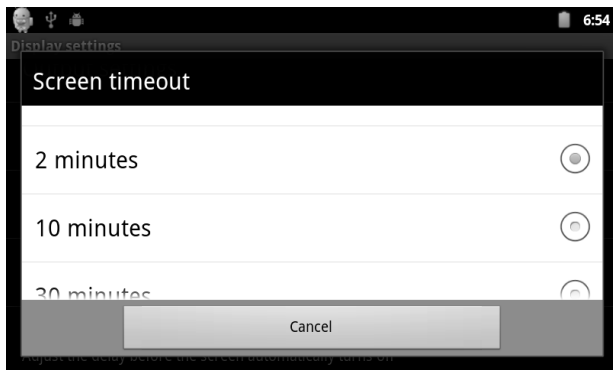 6:54
Display settings
Screen timeout
2 minutes
10 minutes
30 minutes
Cancel
Adjust the delay before the screen automatically turns off